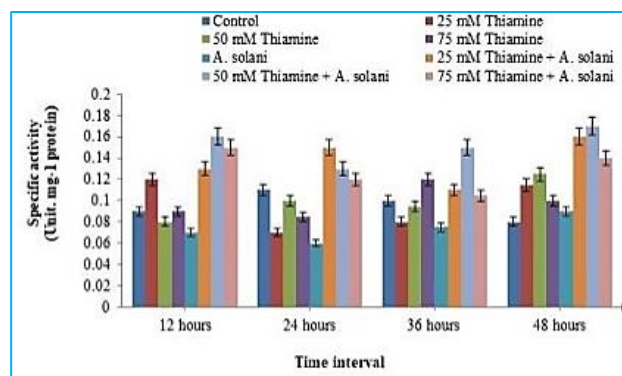 Control 25 mM Thiamine
50 mM Thiamine 75 mM Thiamine
A. solani 25 mM Thiamine + A. solani
50 mM Thiamine + A. solani 75 mM Thiamine + A. solani
Specific activity
(Unit. mg-1 protein)
0.2
0.18
0.16
0.14
0.12
0.1
0.08
0.06
0.04
0.02
0
12 hours 24 hours 36 hours 48 hours
Time interval